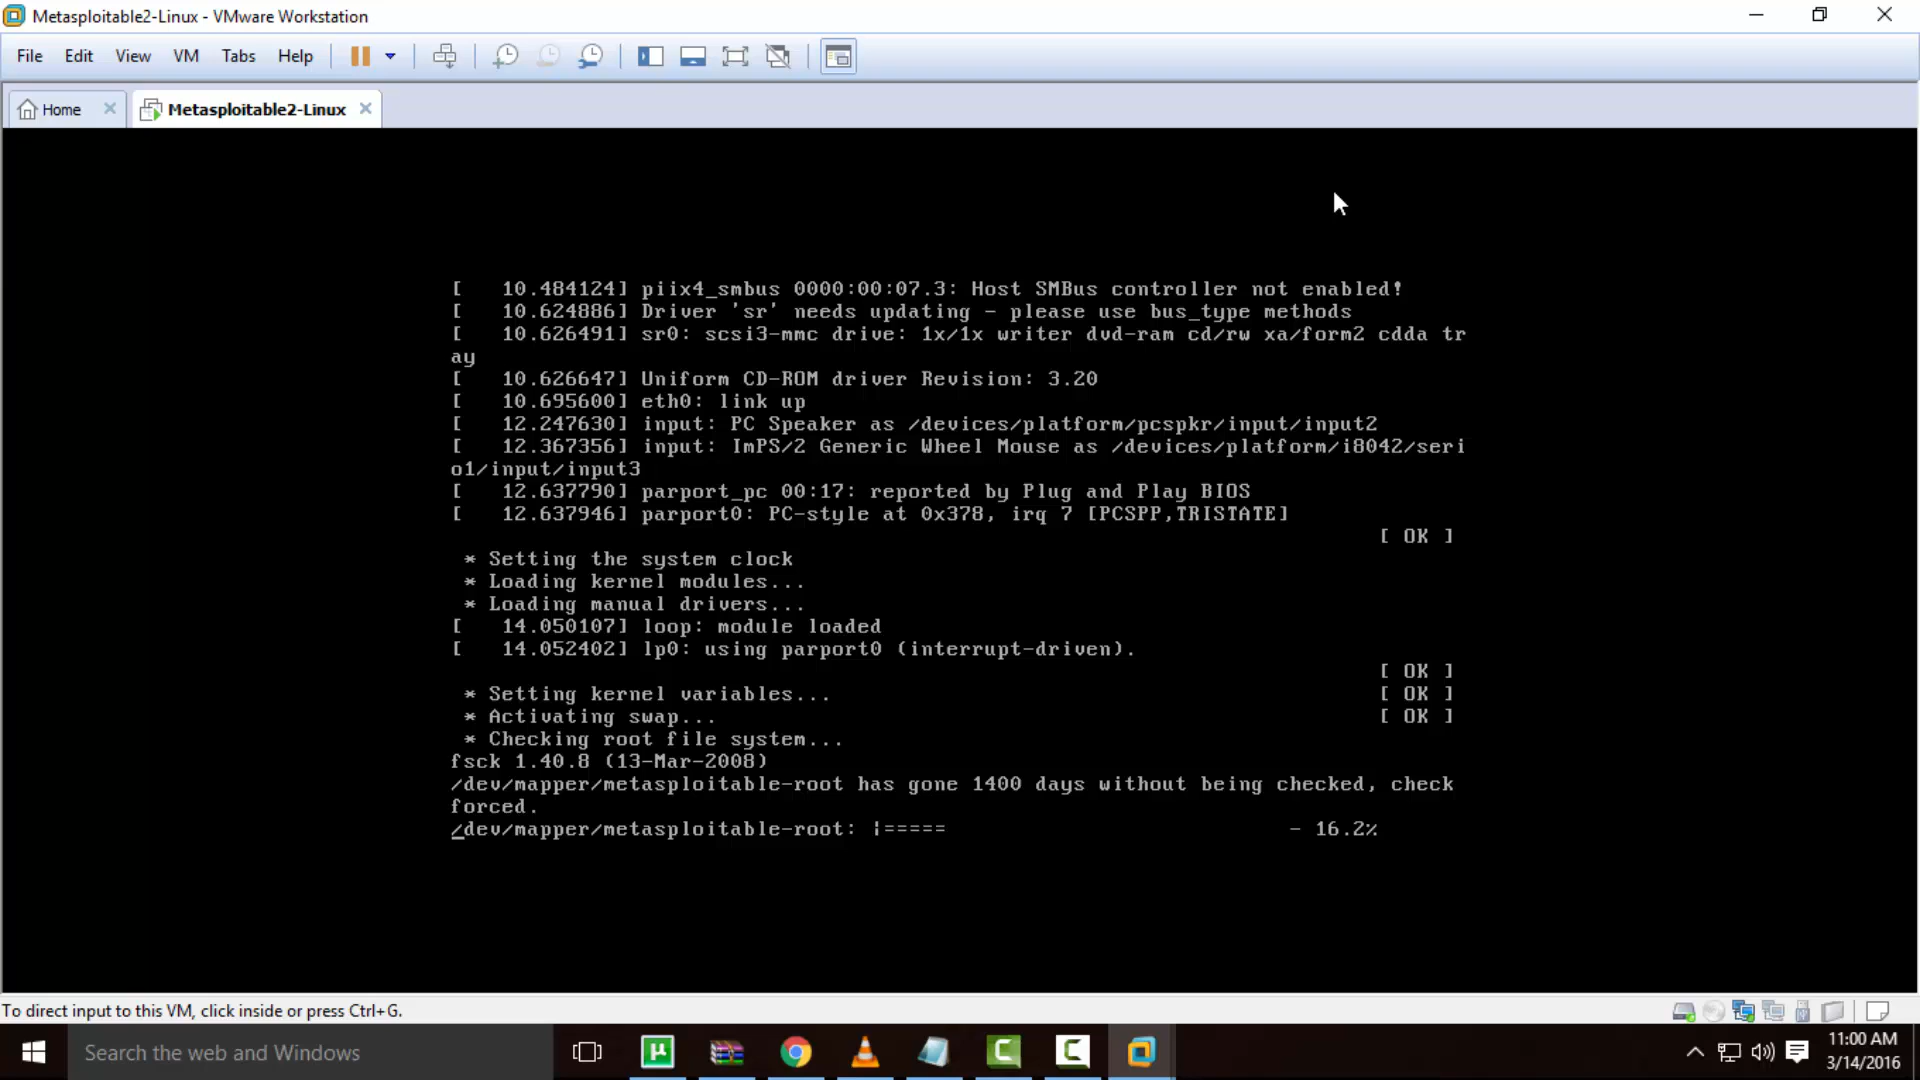 Metasploitable2-Linux - VMware Workstation
File Edit View VM Tabs Help
Home
Metasploitable2-Linux
[   10.484124] piix4_smbus 0000:00:07.3: Host SMBus controller not enabled!
[   10.624886] Driver 'sr' needs updating - please use bus_type methods
[   10.626491] sr0: scsi3-mmc drive: 1x/1x writer dvd-ram cd/rw xa/form2 cdda tr
ay
[   10.626647] Uniform CD-ROM driver Revision: 3.20
[   10.695600] eth0: link up
[   12.247630] input: PC Speaker as /devices/platform/pcspkr/input/input2
[   12.367356] input: ImPS/2 Generic Wheel Mouse as /devices/platform/i8042/seri
o1/input/input3
[   12.637790] parport_pc 00:17: reported by Plug and Play BIOS
[   12.637946] parport0: PC-style at 0x378, irq 7 [PCSPP,TRISTATE]
[ OK ]
* Setting the system clock
* Loading kernel modules...
* Loading manual drivers...
[   14.050107] loop: module loaded
[   14.052402] lp0: using parport0 (interrupt-driven).
[ OK ]
* Setting kernel variables... [ OK ]
* Activating swap... [ OK ]
* Checking root file system...
fsck 1.40.8 (13-Mar-2008)
/dev/mapper/metasploitable-root has gone 1400 days without being checked, check
forced.
/dev/mapper/metasploitable-root: |===== - 16.2%
To direct input to this VM, click inside or press Ctrl+G.
Search the web and Windows
11:00 AM
3/14/2016